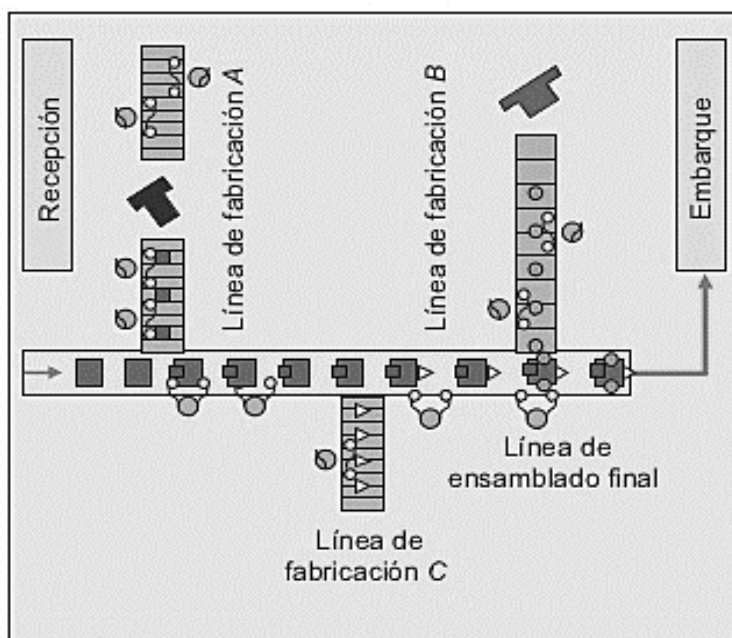 Recepción
Línea de fabricación A
Línea de fabricación B
Embarque
Línea de
ensamblado final
Línea de
fabricación C